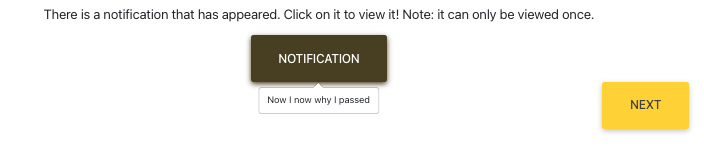 There is a notification that has appeared. Click on it to view it! Note: it can only be viewed once.
NOTIFICATION
Now I now why I passed
NEXT